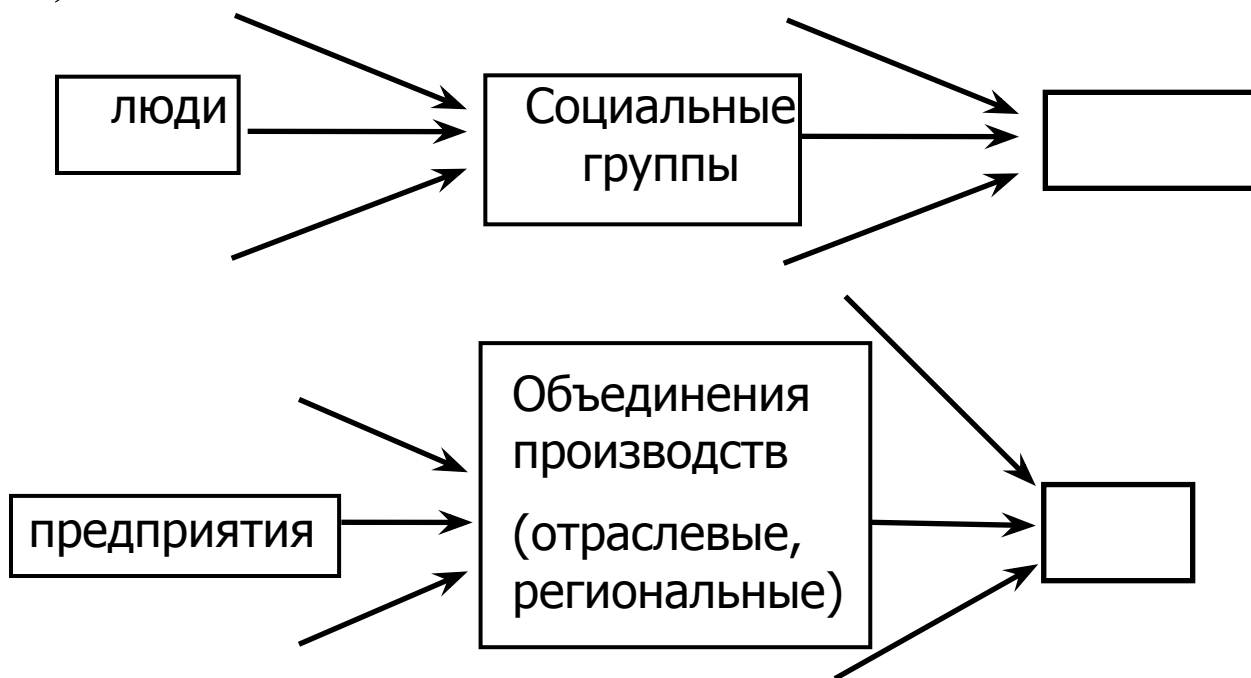 люди
Социальные
группы
Объединения
производств
(отраслевые,
региональные)
предприятия